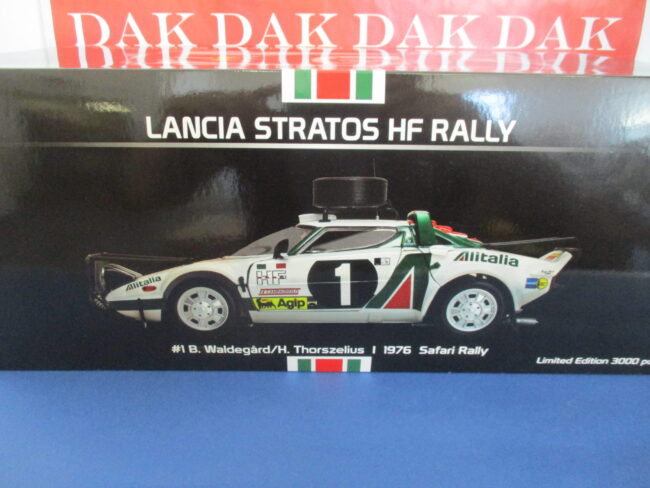 DAK DAK DAK DAK
LANCIA STRATOS HF RALLY
1
Alitalia
Alitalia
HF
Agip
#1 B. Waldegård/H. Thorszelius | 1976 Safari Rally
Limited Edition 3000